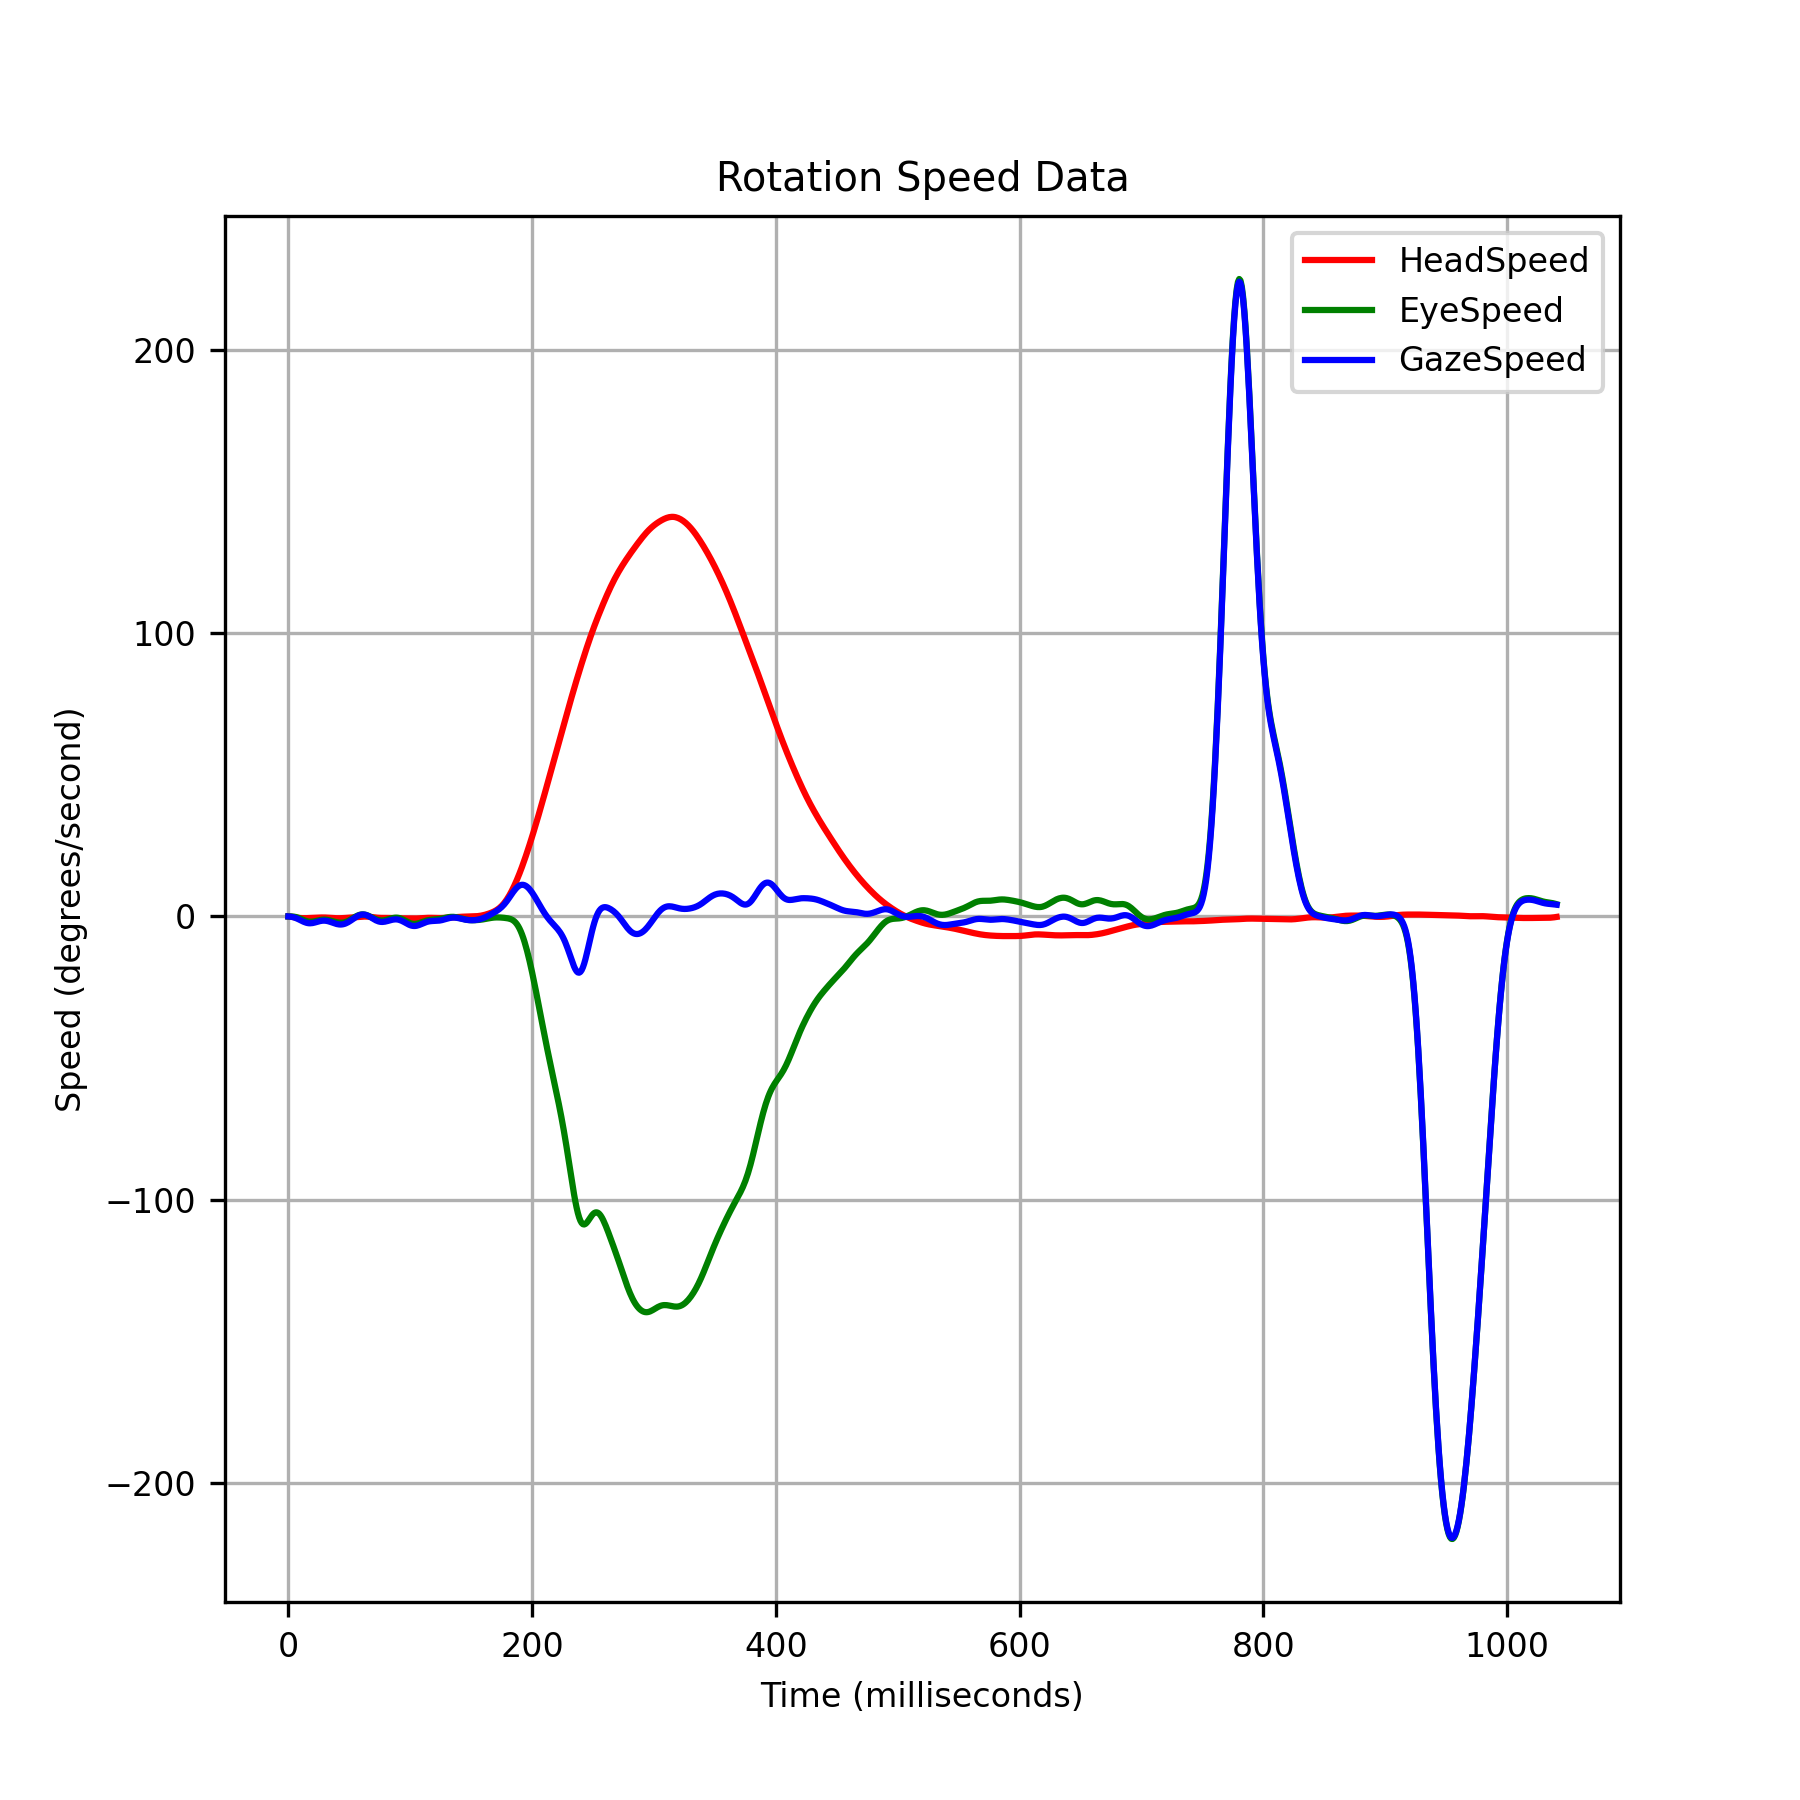 Rotation Speed Data
HeadSpeed
EyeSpeed
GazeSpeed
200
100
0
−100
−200
Speed (degrees/second)
0 200 400 600 800 1000
Time (milliseconds)